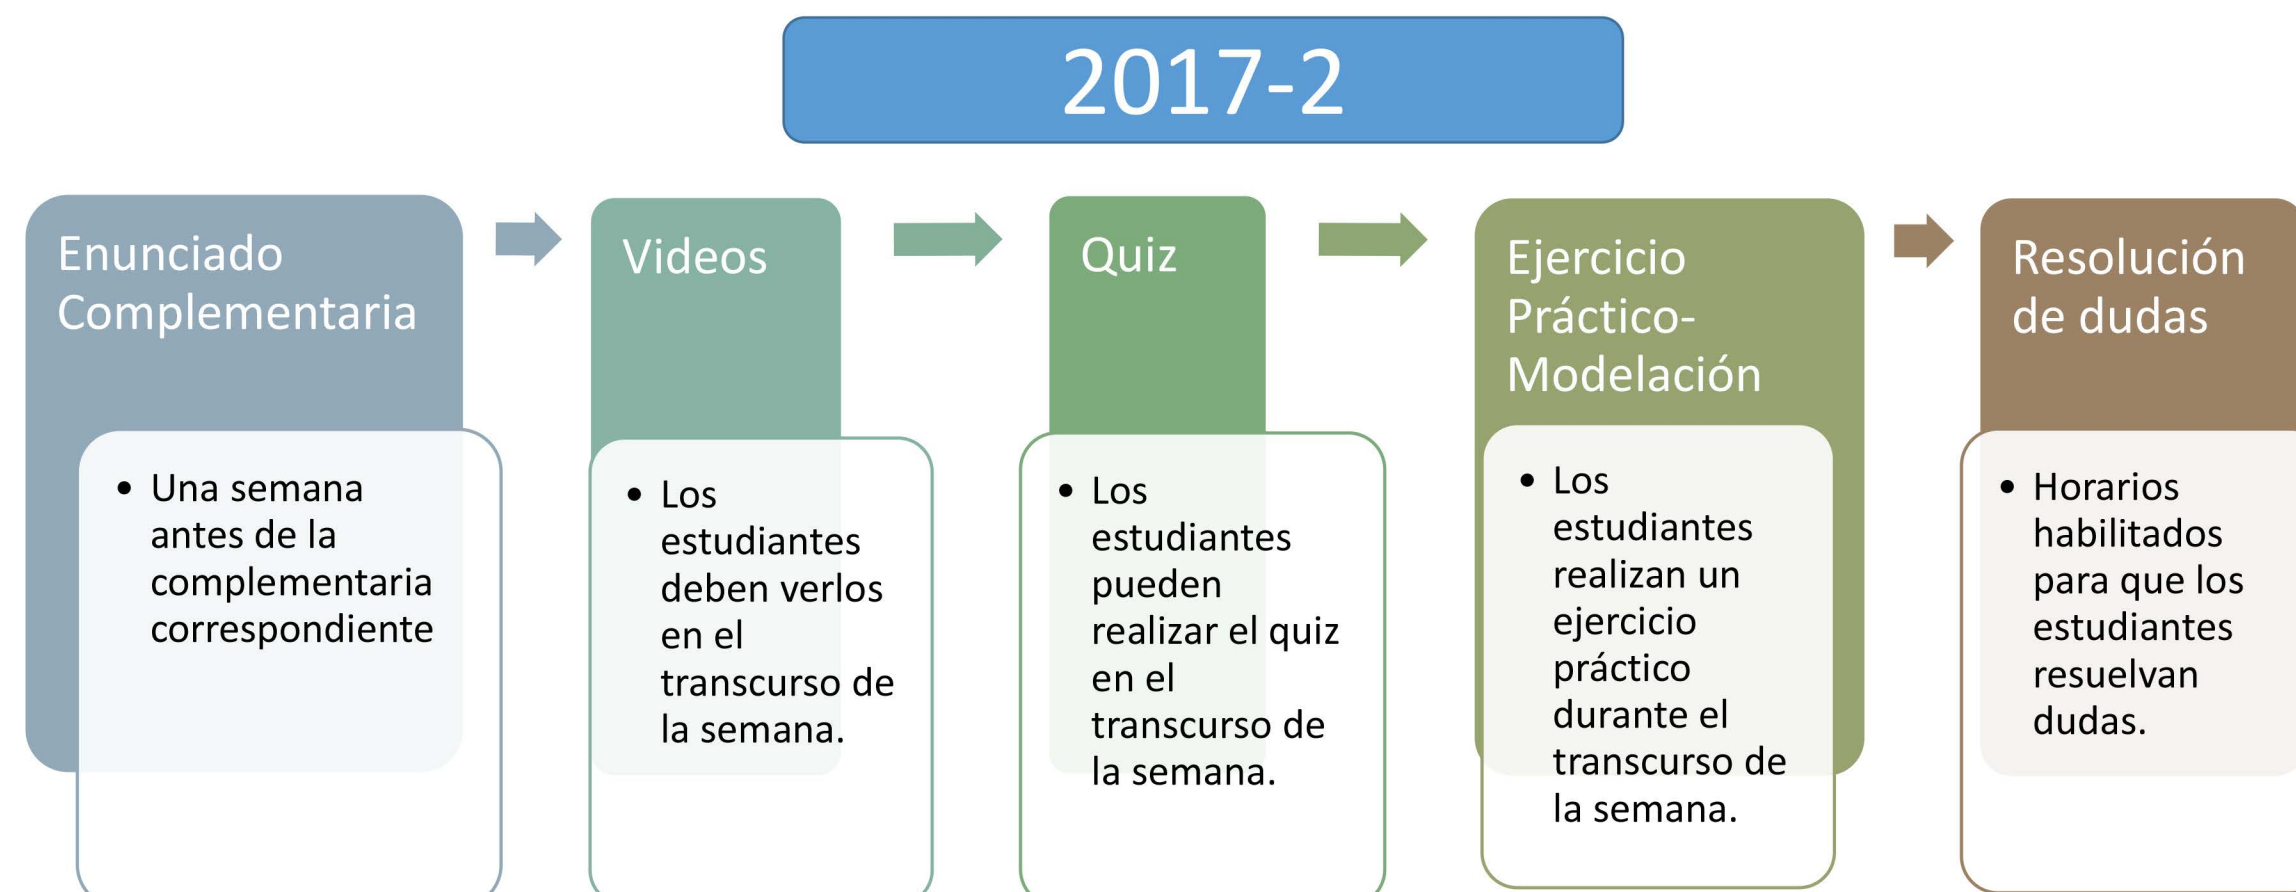 2017-2
Enunciado
Complementaria
• Una semana
antes de la
complementaria
correspondiente
Videos
• Los
estudiantes
deben verlos
en el
transcurso de
la semana.
Quiz
• Los
estudiantes
pueden
realizar el quiz
en el
transcurso de
la semana.
Ejercicio
Práctico-
Modelación
• Los
estudiantes
realizan un
ejercicio
práctico
durante el
transcurso de
la semana.
Resolución
de dudas
• Horarios
habilitados
para que los
estudiantes
resuelvan
dudas.